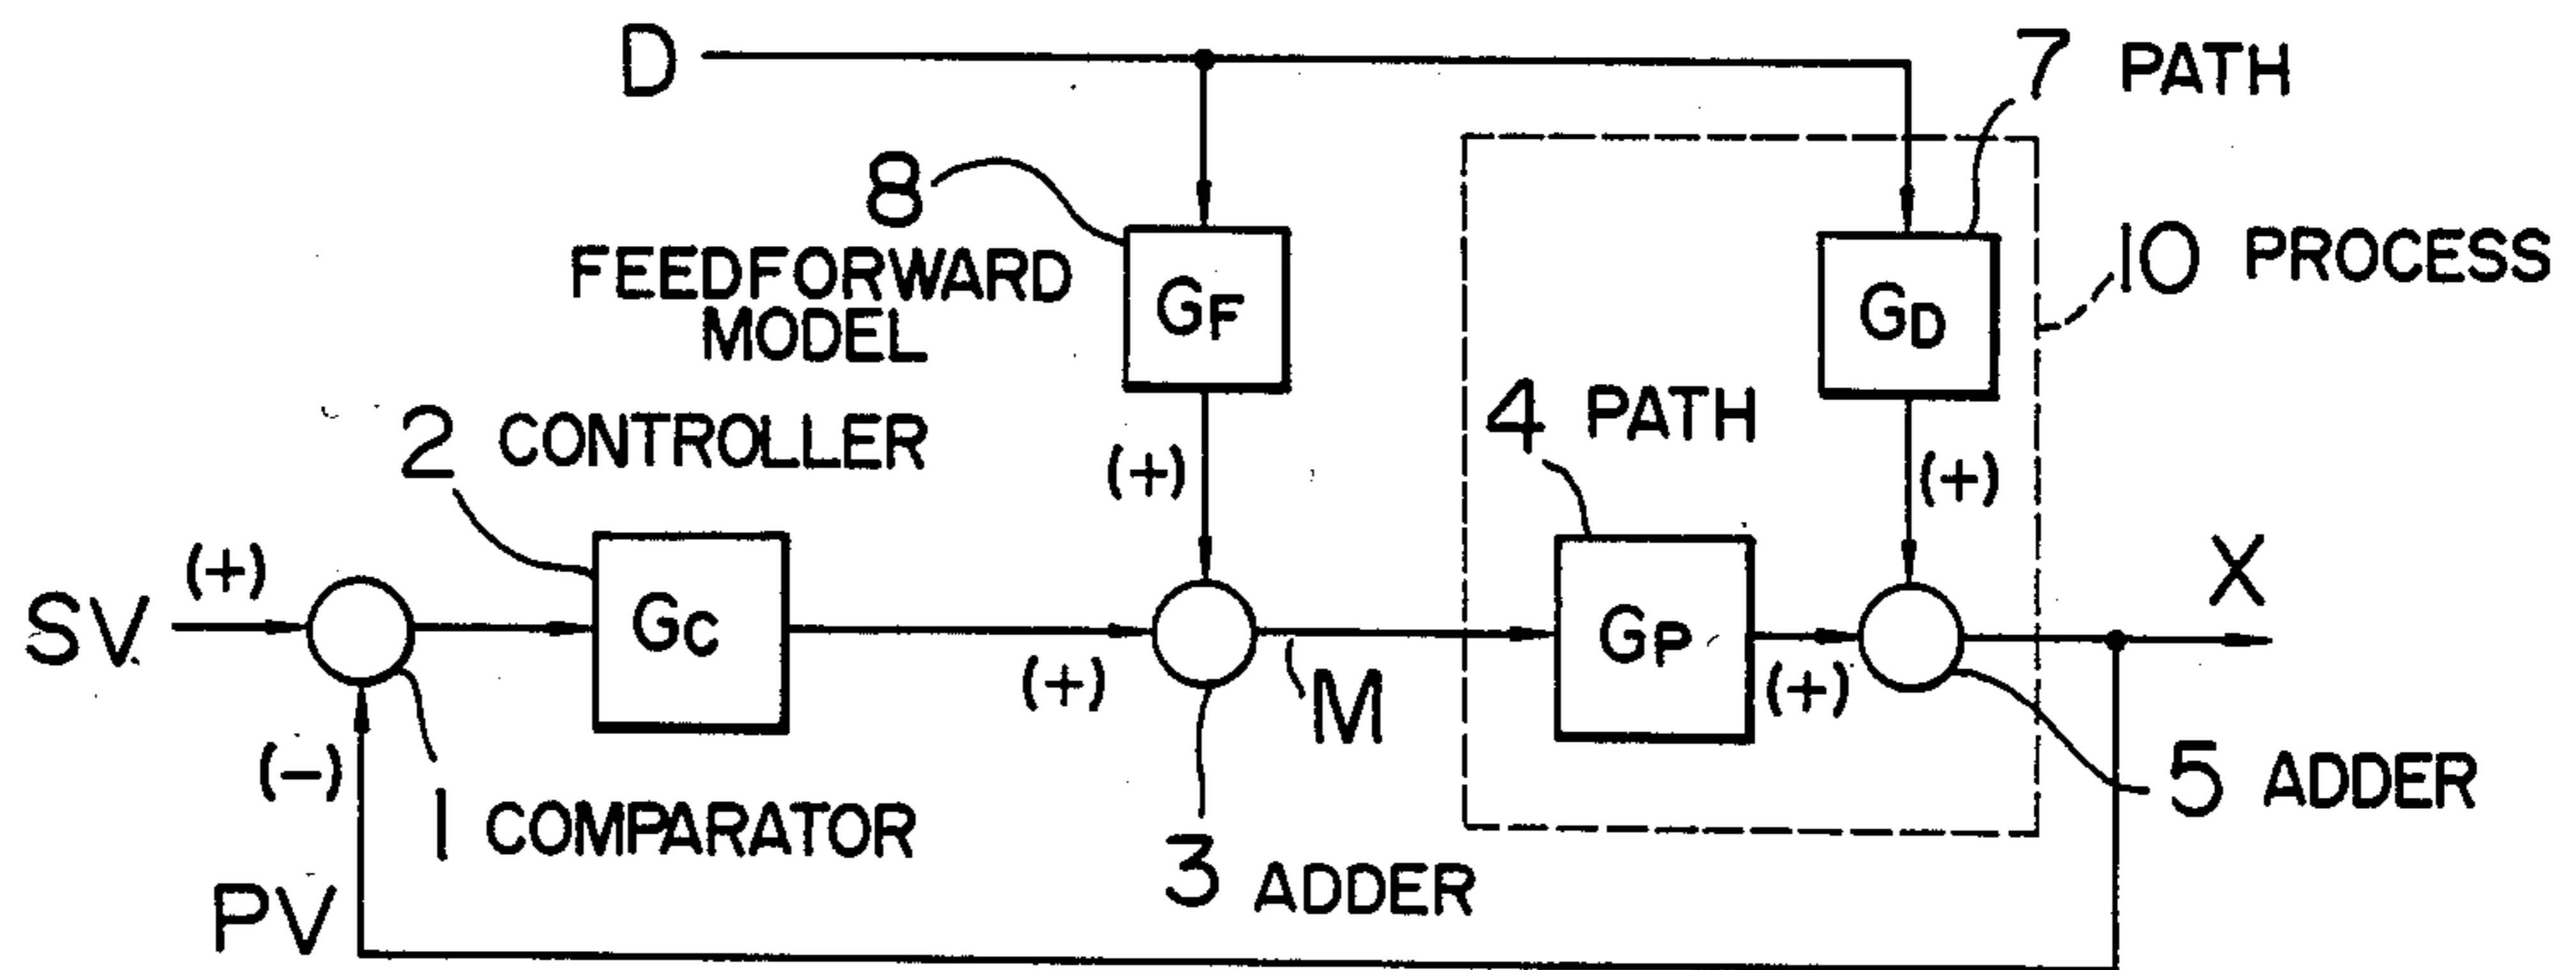 D
7 PATH
8
FEEDFORWARD
MODEL
GF
GD
10 PROCESS
2 CONTROLLER
(+)
4 PATH
(+)
SV
(+)
GC
(+)
M
GP
(+)
X
(-)
1 COMPARATOR
3 ADDER
5 ADDER
PV